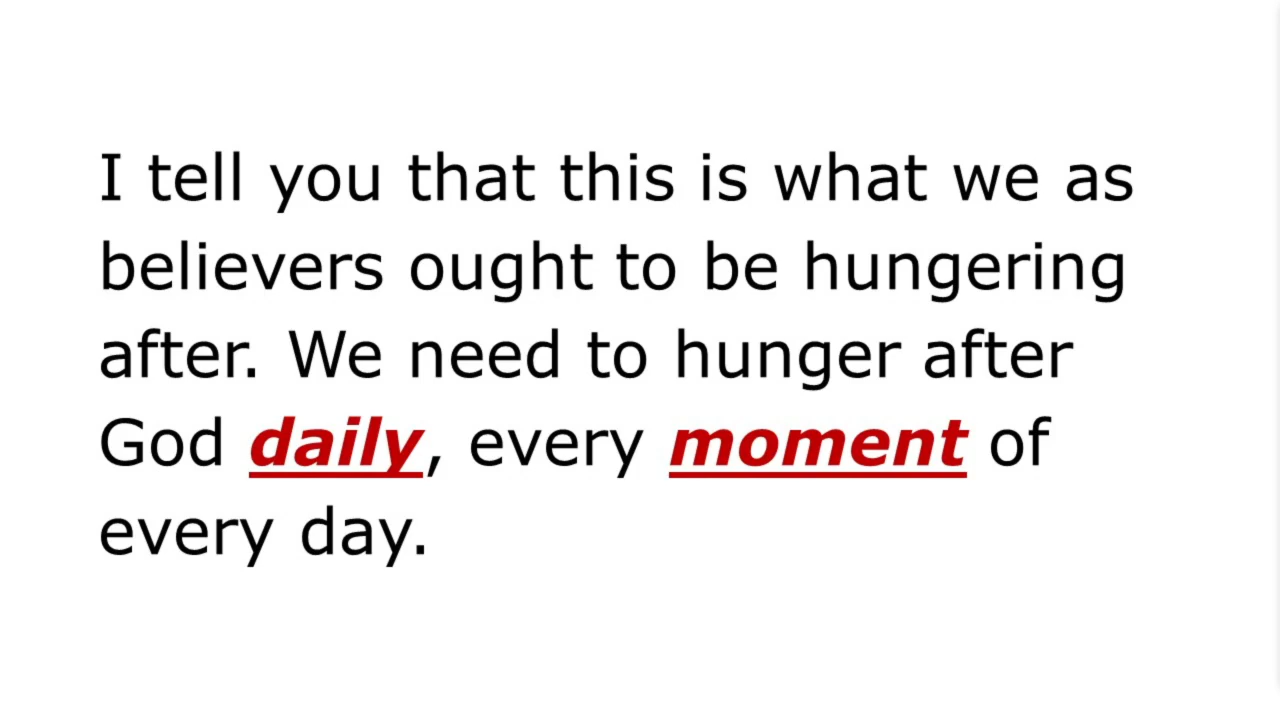 I tell you that this is what we as
believers ought to be hungering
after. We need to hunger after
God daily, every moment of
every day.